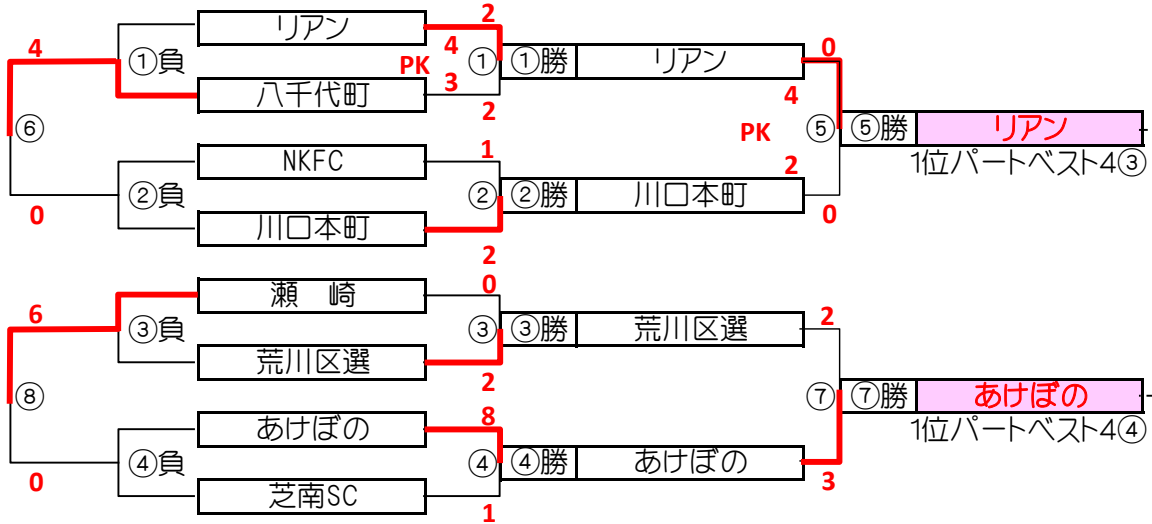 リアン 2
4 ①負 4 ① ①勝 リアン 0
PK
八千代町 3 4
2
⑥ PK ⑤ ⑤勝 リアン
NKFC 1 2 1位パートベスト4③
②負 ② ②勝 川口本町
0 川口本町 0
2
瀬 崎 0
6 ③負 ③ ③勝 荒川区選 2
荒川区選 2
⑧ ⑦ ⑦勝 あけぼの
あけぼの 8 1位パートベスト4④
④負 ④ ④勝 あけぼの
0 芝南SC 3
1